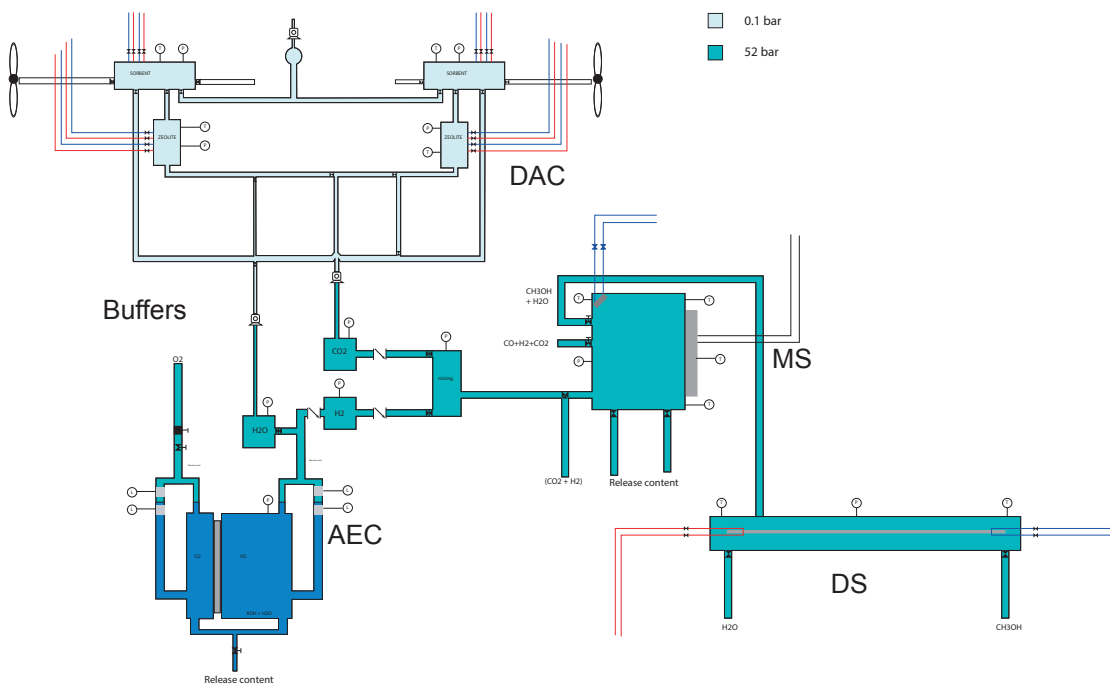 0.1 bar
52 bar
T
P
T
P
SORBENT
SORBENT
ZEOLITE
T
P
P
T
ZEOLITE
DAC
Buffers
CH3OH
+ H2O
T
T
CO+H2+CO2
P
T
T
MS
P
CO2
P
mixing
P
H2
P
H2O
O2
(CO2 + H2)
Release content
L
L
L
L
P
AEC
O2
H2
KOH + H2O
Release content
T
P
T
DS
H2O
CH3OH